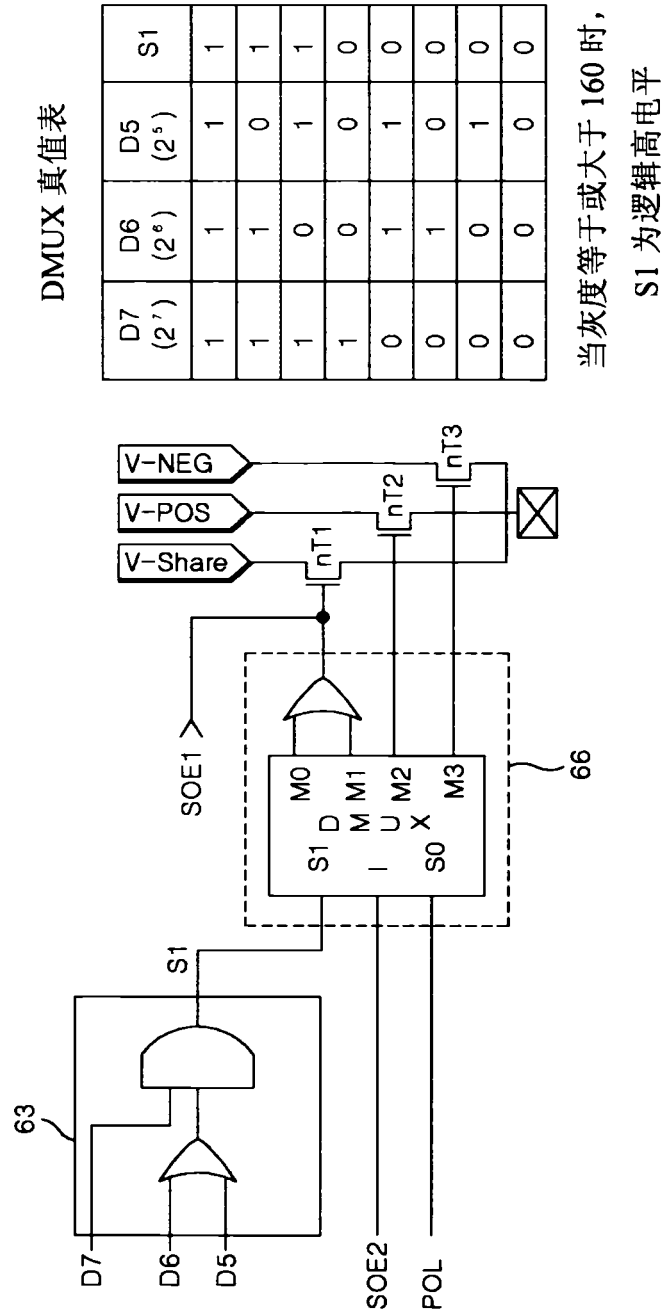 63
D7
D6
D5
S1
SOE2
POL
SOE1
S1
I
S0
D
M
U
X
M0
M1
M2
M3
66
V-Share
V-POS
V-NEG
nT1
nT2
nT3
DMUX 真值表
D7 (2⁷) D6 (2⁶) D5 (2⁵) S1
1 1 1 1
1 1 0 1
1 0 1 1
1 0 0 0
0 1 1 0
0 1 0 0
0 0 1 0
0 0 0 0
当灰度等于或大于 160 时，
S1 为逻辑高电平